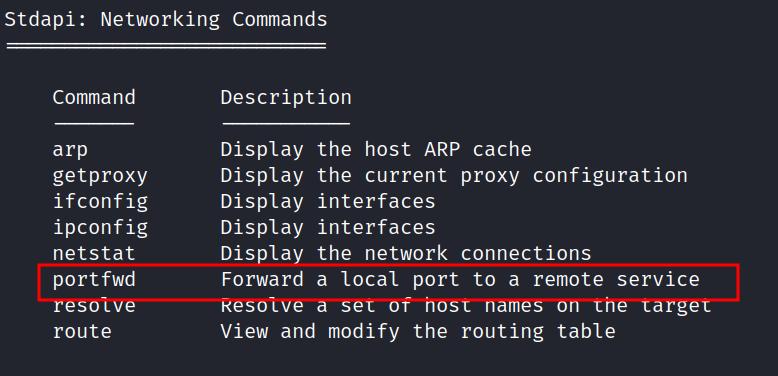 Stdapi: Networking Commands
===========================
Command Description
------- -----------
arp Display the host ARP cache
getproxy Display the current proxy configuration
ifconfig Display interfaces
ipconfig Display interfaces
netstat Display the network connections
portfwd Forward a local port to a remote service
resolve Resolve a set of host names on the target
route View and modify the routing table